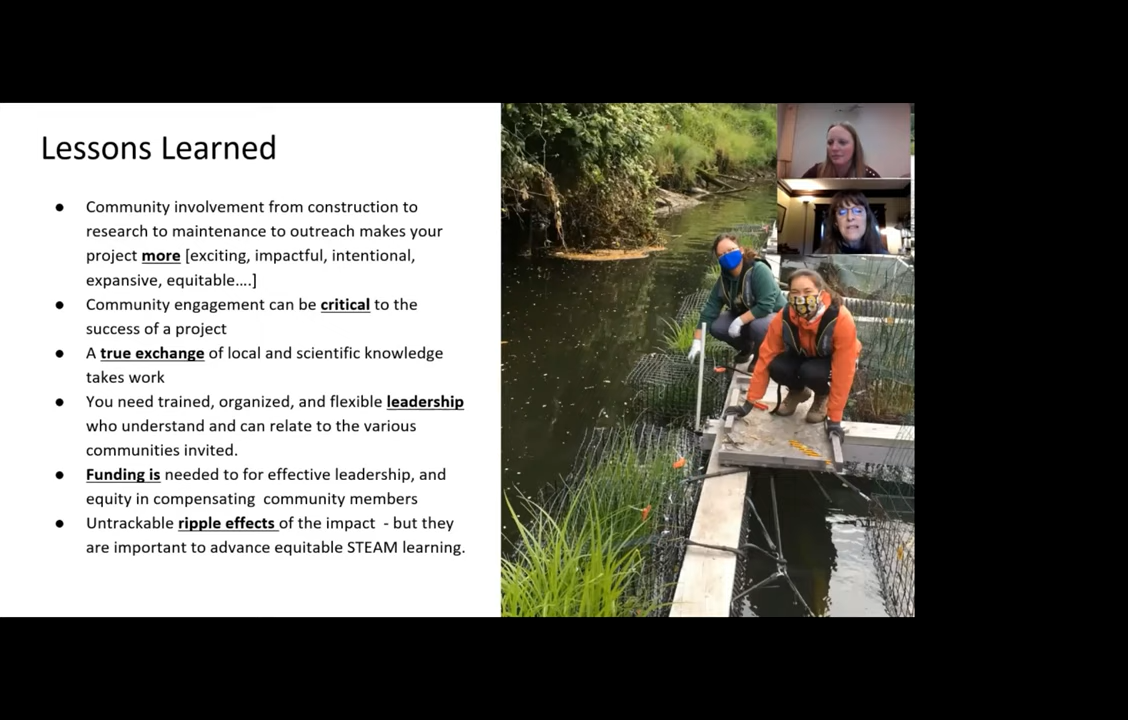 Lessons Learned
● Community involvement from construction to
research to maintenance to outreach makes your
project more [exciting, impactful, intentional,
expansive, equitable....]
● Community engagement can be critical to the
success of a project
● A true exchange of local and scientific knowledge
takes work
● You need trained, organized, and flexible leadership
who understand and can relate to the various
communities invited.
● Funding is needed to for effective leadership, and
equity in compensating  community members
● Untrackable ripple effects of the impact  - but they
are important to advance equitable STEAM learning.